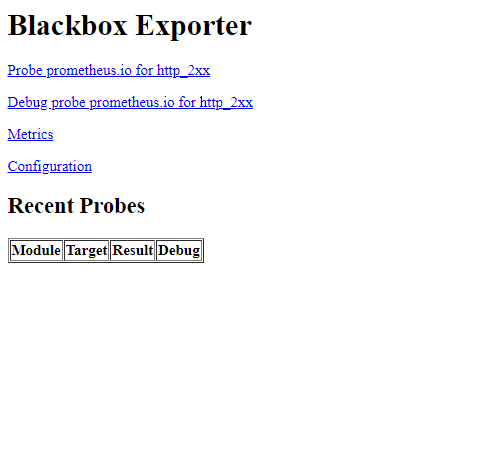 Blackbox Exporter
Probe prometheus.io for http_2xx
Debug probe prometheus.io for http_2xx
Metrics
Configuration
Recent Probes
Module Target Result Debug